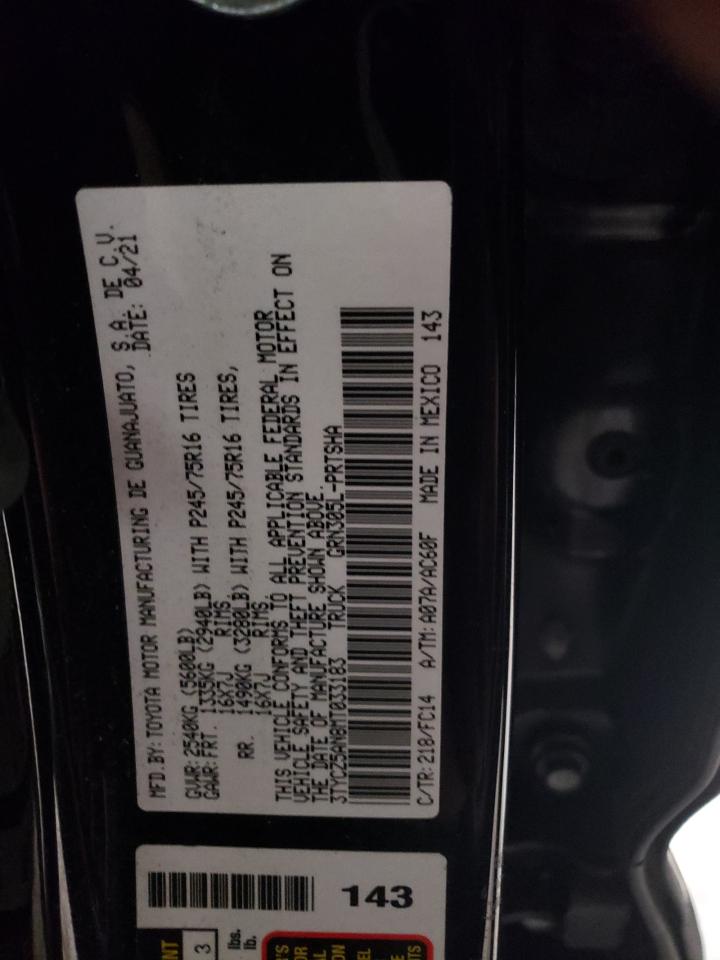 MFD.BY:TOYOTA MOTOR MANUFACTURING DE GUANAJUATO, S.A. DE C.V.
DATE: 04/21
GVWR:2540KG (5600LB)
GAWR:FRT. 1335KG (2940LB) WITH P245/75R16 TIRES
16X7J RIMS
RR. 1490KG (3280LB) WITH P245/75R16 TIRES,
16X7J RIMS
THIS VEHICLE CONFORMS TO ALL APPLICABLE FEDERAL MOTOR
VEHICLE SAFETY AND THEFT PREVENTION STANDARDS IN EFFECT ON
THE DATE OF MANUFACTURE SHOWN ABOVE.
3TYCZ5AN8MT033183 TRUCK GRN305L-PRTSHA
C/TR:218/FC14 A/TM:A07A/AC60F MADE IN MEXICO 143
143
NT
3
lbs.
lb.